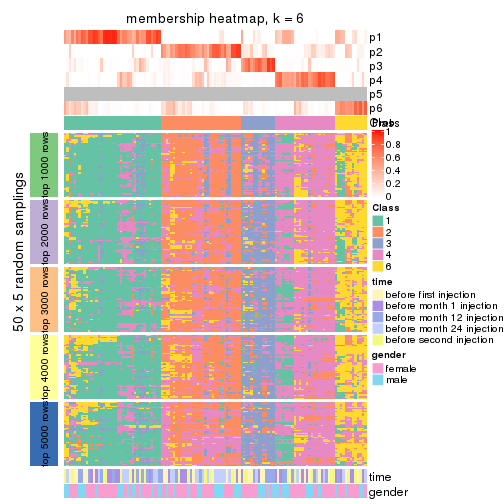 membership heatmap, k = 6
p1
p2
p3
p4
p5
p6
Class
Prob
1
0.8
0.6
0.4
0.2
0
Class
1
2
3
4
6
time
before first injection
before month 1 injection
before month 12 injection
before month 24 injection
before second injection
gender
female
male
50 x 5 random samplings
top 1000 rows
top 2000 rows
top 3000 rows
top 4000 rows
top 5000 rows
time
gender